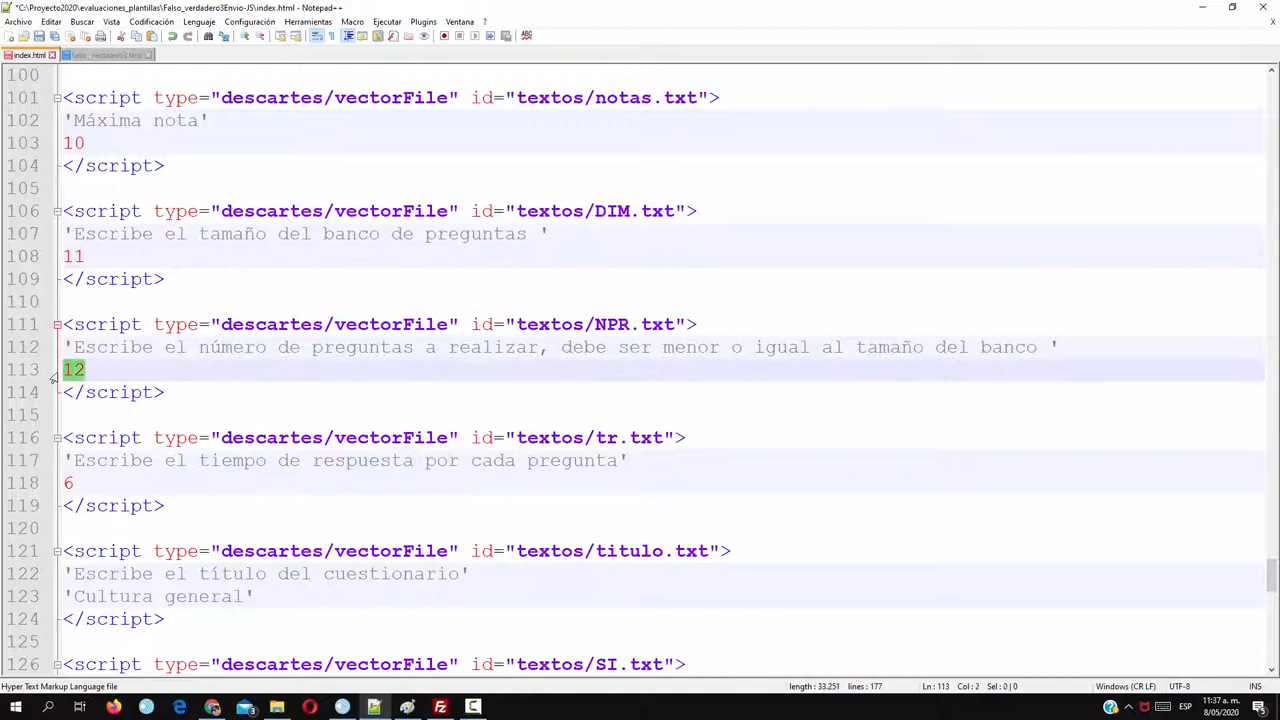 *C:\Proyecto2020\evaluaciones_plantillas\Falso_verdadero3Envio-JS\index.html - Notepad++
Archivo Editar Buscar Vista Codificación Lenguaje Configuración Herramientas Macro Ejecutar Plugins Ventana ?
index.html falso_verdadero3.html
100
101 <script type="descartes/vectorFile" id="textos/notas.txt">
102 'Máxima nota'
103 10
104 </script>
105
106 <script type="descartes/vectorFile" id="textos/DIM.txt">
107 'Escribe el tamaño del banco de preguntas '
108 11
109 </script>
110
111 <script type="descartes/vectorFile" id="textos/NPR.txt">
112 'Escribe el número de preguntas a realizar, debe ser menor o igual al tamaño del banco '
113 12
114 </script>
115
116 <script type="descartes/vectorFile" id="textos/tr.txt">
117 'Escribe el tiempo de respuesta por cada pregunta'
118 6
119 </script>
120
121 <script type="descartes/vectorFile" id="textos/titulo.txt">
122 'Escribe el título del cuestionario'
123 'Cultura general'
124 </script>
125
126 <script type="descartes/vectorFile" id="textos/SI.txt">
Hyper Text Markup Language file length: 33.251 lines: 177 Ln: 113 Col: 2 Sel: 0 | 0 Windows (CR LF) UTF-8 INS
ESP 11:37 a. m.
8/05/2020